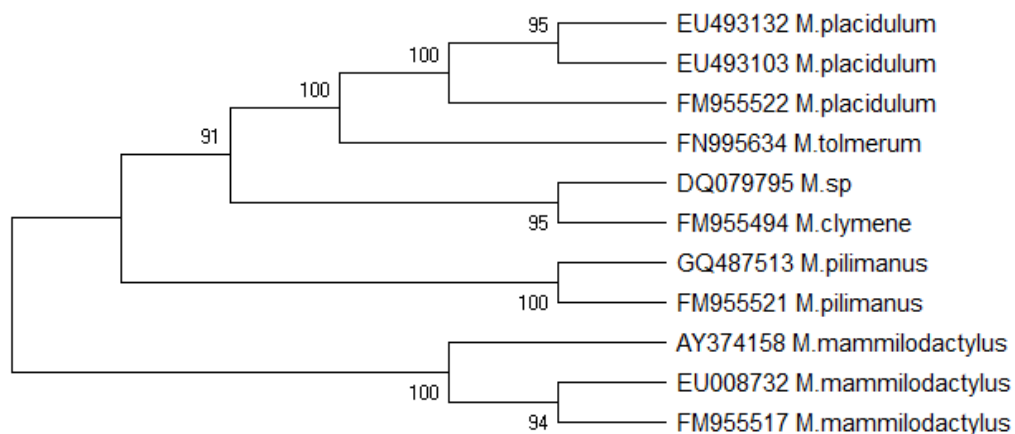 95
EU493132 M.placidulum
100
EU493103 M.placidulum
100
FM955522 M.placidulum
91
FN995634 M.tolmerum
DQ079795 M.sp
95
FM955494 M.clymene
GQ487513 M.pilimanus
100
FM955521 M.pilimanus
AY374158 M.mammilodactylus
100
EU008732 M.mammilodactylus
94
FM955517 M.mammilodactylus